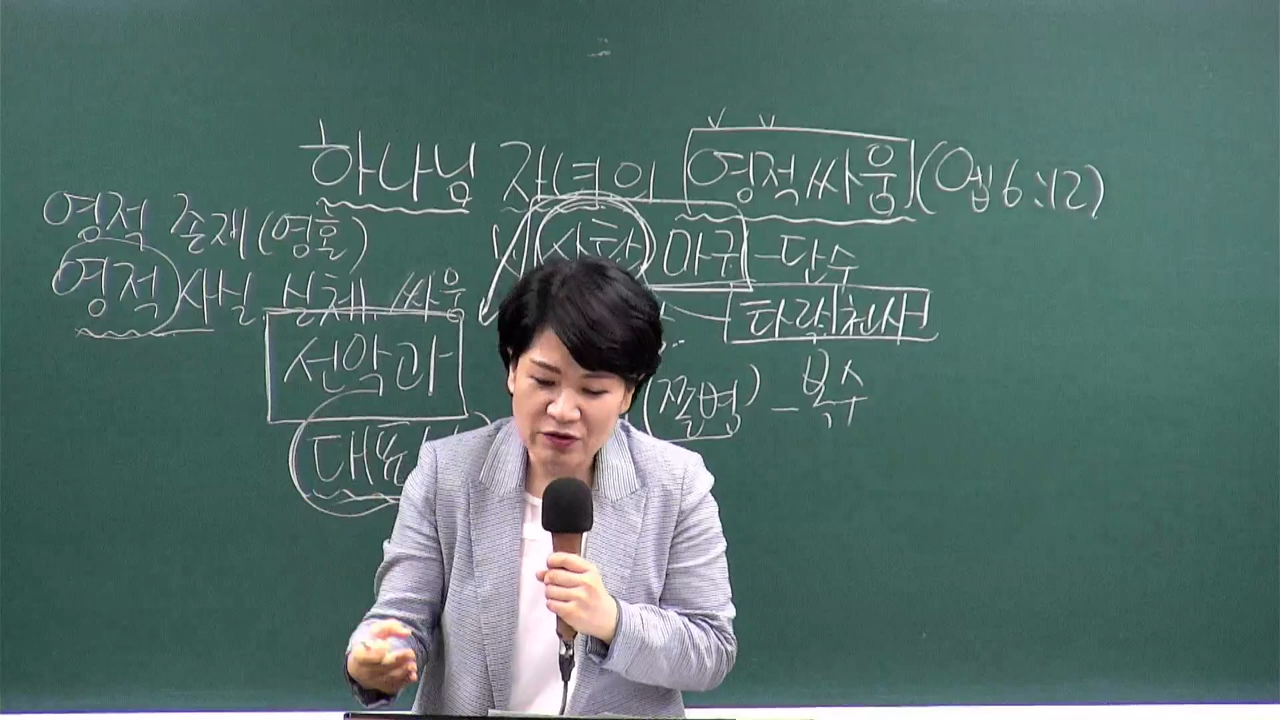 하나님 자녀의 영적싸움 (엡 6:12)
영적 존재(영혼)
사탄 마귀 - 단수
영적 사실 실체 싸움
타락천사
선악과
(질병) - 복수